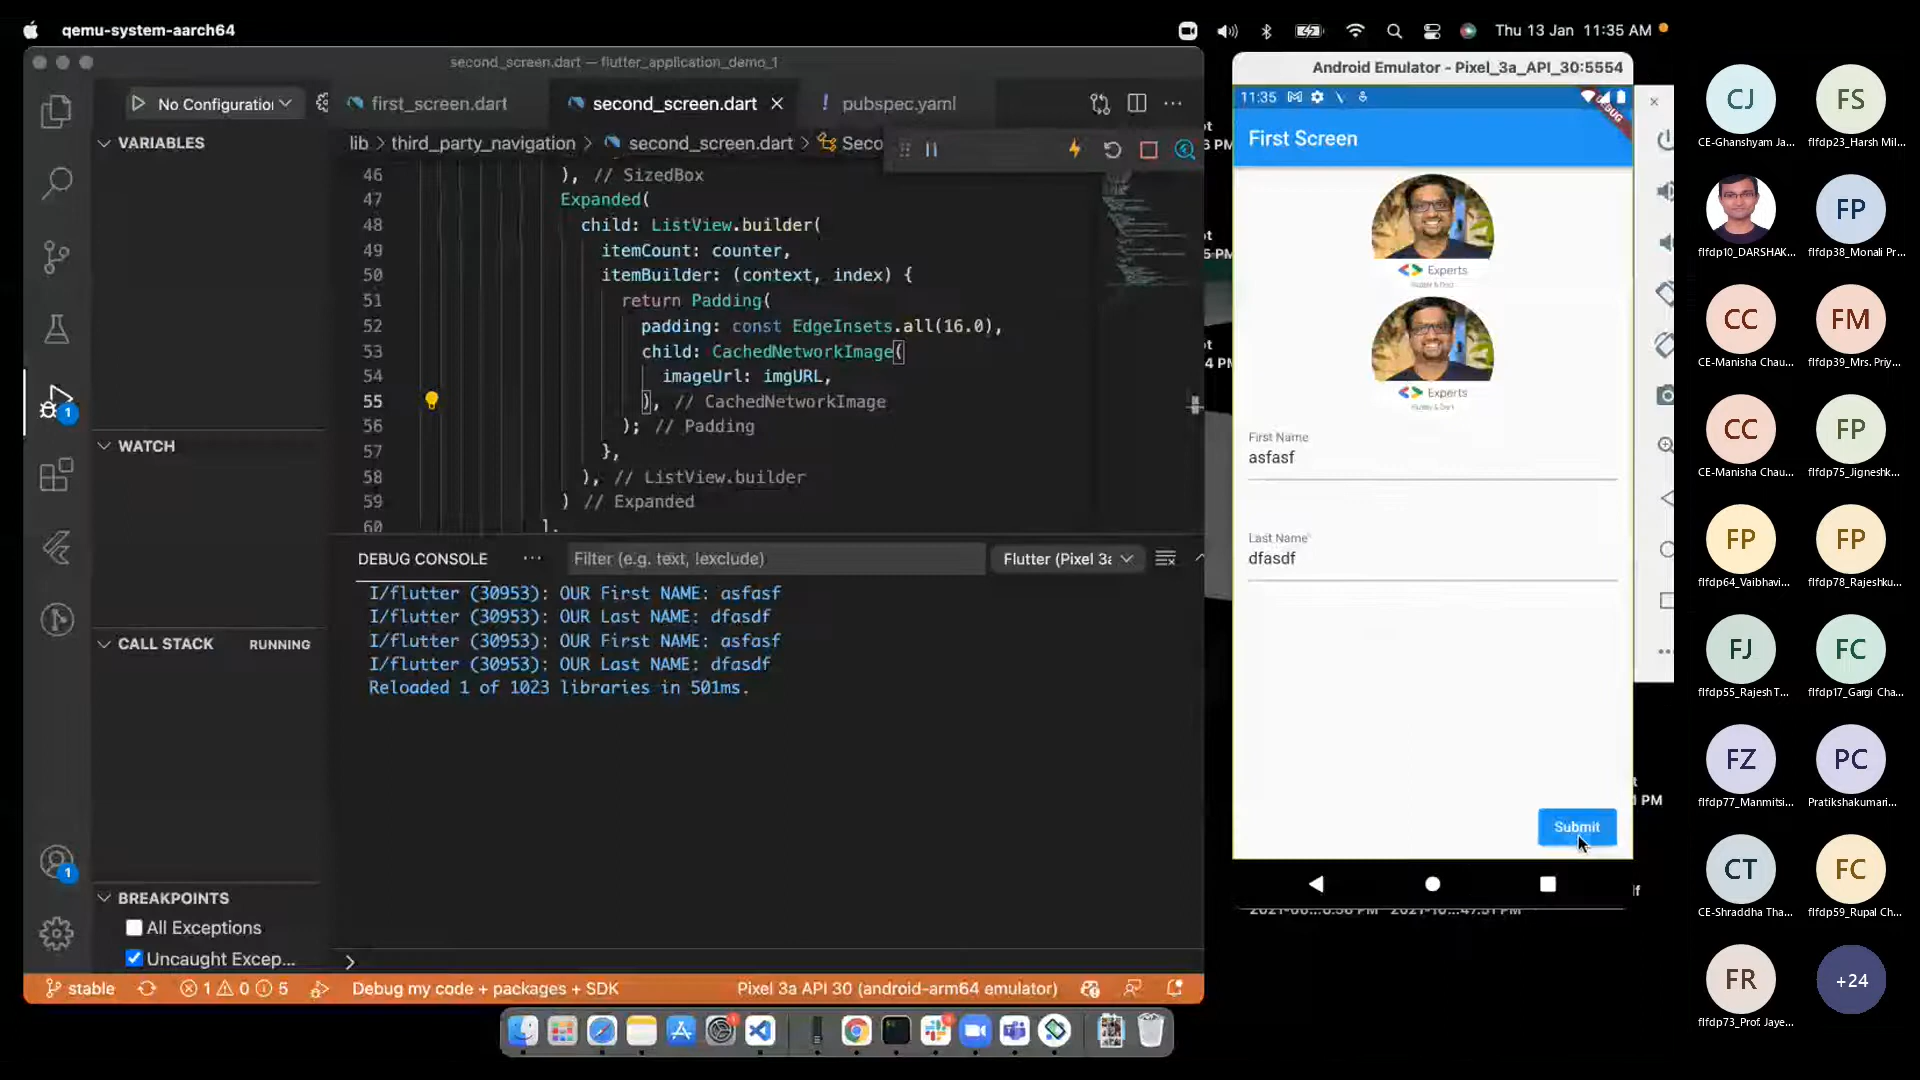 qemu-system-aarch64
Thu 13 Jan 11:35 AM
second_screen.dart — flutter_application_demo_1
No Configuration
first_screen.dart
second_screen.dart
! pubspec.yaml
lib > third_party_navigation > second_screen.dart > Seco
VARIABLES
WATCH
CALL STACK RUNNING
BREAKPOINTS
All Exceptions
Uncaught Excep...
46 ), // SizedBox
47 Expanded(
48 child: ListView.builder(
49 itemCount: counter,
50 itemBuilder: (context, index) {
51 return Padding(
52 padding: const EdgeInsets.all(16.0),
53 child: CachedNetworkImage(
54 imageUrl: imgURL,
55 ), // CachedNetworkImage
56 ); // Padding
57 },
58 ), // ListView.builder
59 ) // Expanded
60 ],
DEBUG CONSOLE
Filter (e.g. text, !exclude)
Flutter (Pixel 3a
I/flutter (30953): OUR First NAME: asfasf
I/flutter (30953): OUR Last NAME: dfasdf
I/flutter (30953): OUR First NAME: asfasf
I/flutter (30953): OUR Last NAME: dfasdf
Reloaded 1 of 1023 libraries in 501ms.
>
1
1
stable
1 0 5
Debug my code + packages + SDK
Pixel 3a API 30 (android-arm64 emulator)
Android Emulator - Pixel_3a_API_30:5554
11:35
DEBUG
First Screen
Experts
Flutter & Dart
Experts
Flutter & Dart
First Name
asfasf
Last Name
dfasdf
Submit
CJ
CE-Ghanshyam Ja...
FS
flfdp23_Harsh Mil...
flfdp10_DARSHAK...
FP
flfdp38_Monali Pr...
CC
CE-Manisha Chau...
FM
flfdp39_Mrs. Priy...
CC
CE-Manisha Chau...
FP
flfdp75_Jigneshk...
FP
flfdp64_Vaibhavi...
FP
flfdp78_Rajeshku...
FJ
flfdp55_Rajesh T...
FC
flfdp17_Gargi Cha...
FZ
flfdp77_Manmitsi...
PC
Pratikshakumari...
CT
CE-Shraddha Tha...
FC
flfdp59_Rupal Ch...
FR
flfdp73_Prof. Jaye...
+24